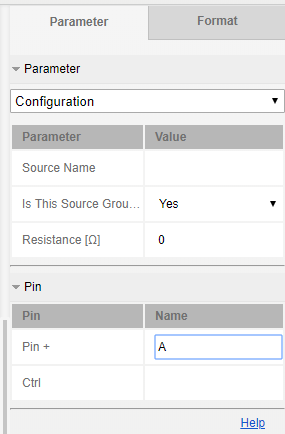 Parameter Format
Parameter
Configuration
Parameter Value
Source Name
Is This Source Grou... Yes
Resistance [Ω] 0
Pin
Pin Name
Pin + A
Ctrl
Help